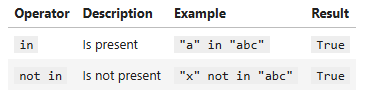 Operator Description Example Result
in Is present "a" in "abc" True
not in Is not present "x" not in "abc" True